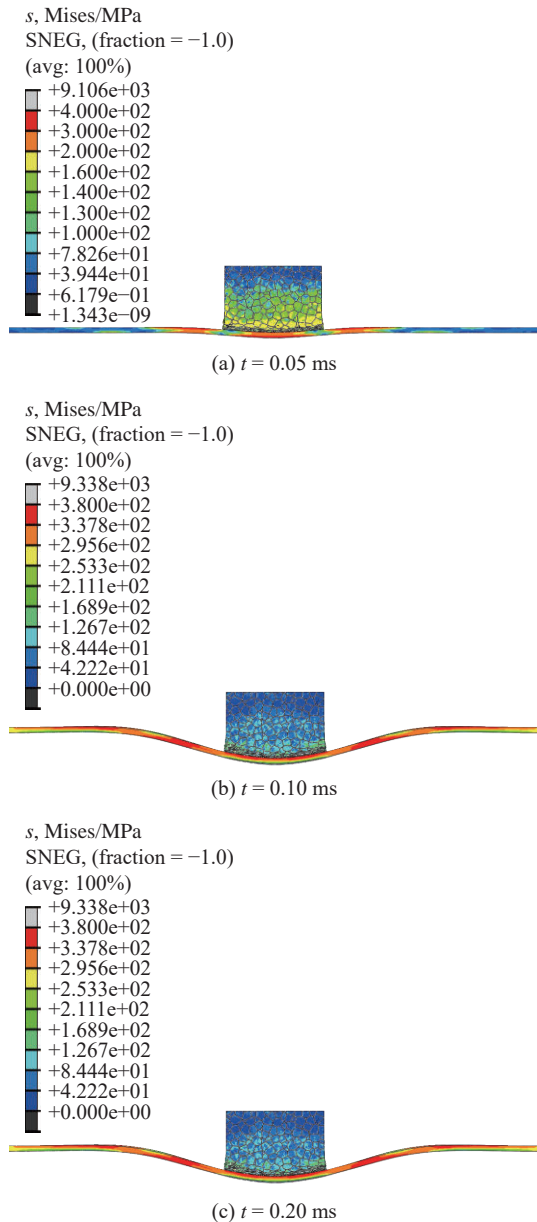 s, Mises/MPa
SNEG, (fraction = −1.0)
(avg: 100%)
+9.106e+03
+4.000e+02
+3.000e+02
+2.000e+02
+1.600e+02
+1.400e+02
+1.300e+02
+1.000e+02
+7.826e+01
+3.944e+01
+6.179e−01
+1.343e−09
(a) t = 0.05 ms
s, Mises/MPa
SNEG, (fraction = −1.0)
(avg: 100%)
+9.338e+03
+3.800e+02
+3.378e+02
+2.956e+02
+2.533e+02
+2.111e+02
+1.689e+02
+1.267e+02
+8.444e+01
+4.222e+01
+0.000e+00
(b) t = 0.10 ms
s, Mises/MPa
SNEG, (fraction = −1.0)
(avg: 100%)
+9.338e+03
+3.800e+02
+3.378e+02
+2.956e+02
+2.533e+02
+2.111e+02
+1.689e+02
+1.267e+02
+8.444e+01
+4.222e+01
+0.000e+00
(c) t = 0.20 ms